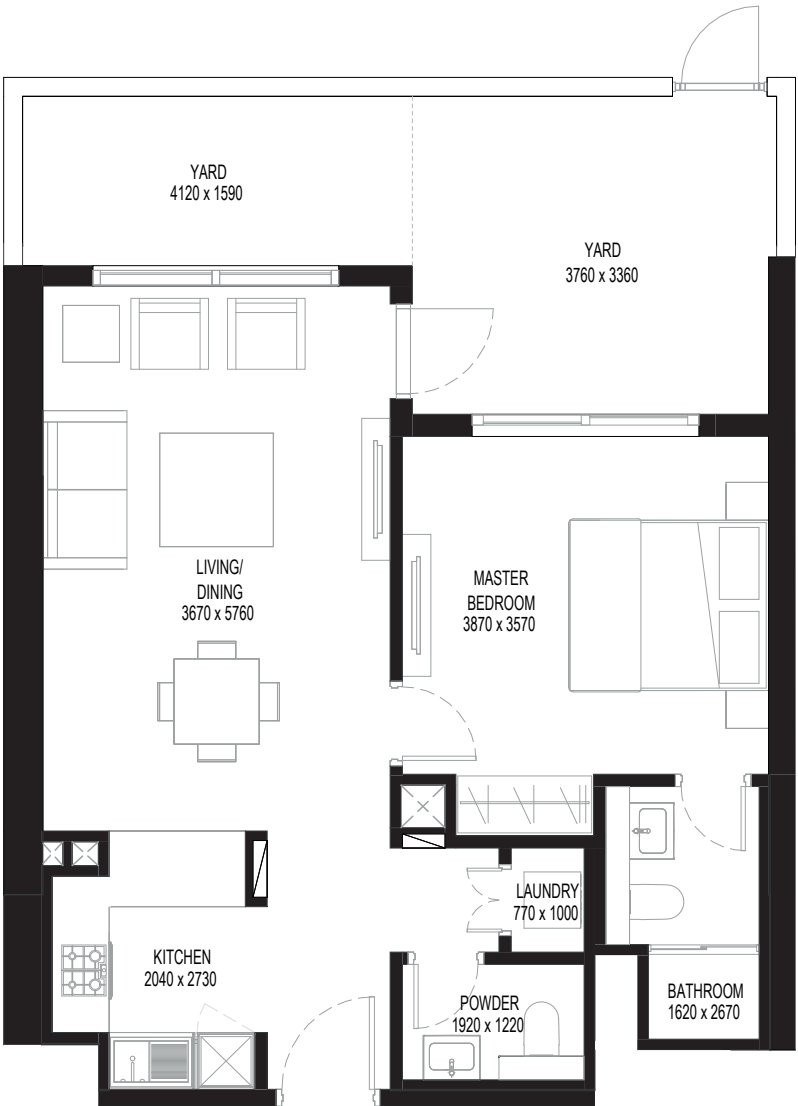 YARD
4120 x 1590
YARD
3760 x 3360
LIVING/
DINING
3670 x 5760
MASTER
BEDROOM
3870 x 3570
LAUNDRY
770 x 1000
KITCHEN
2040 x 2730
POWDER
1920 x 1220
BATHROOM
1620 x 2670